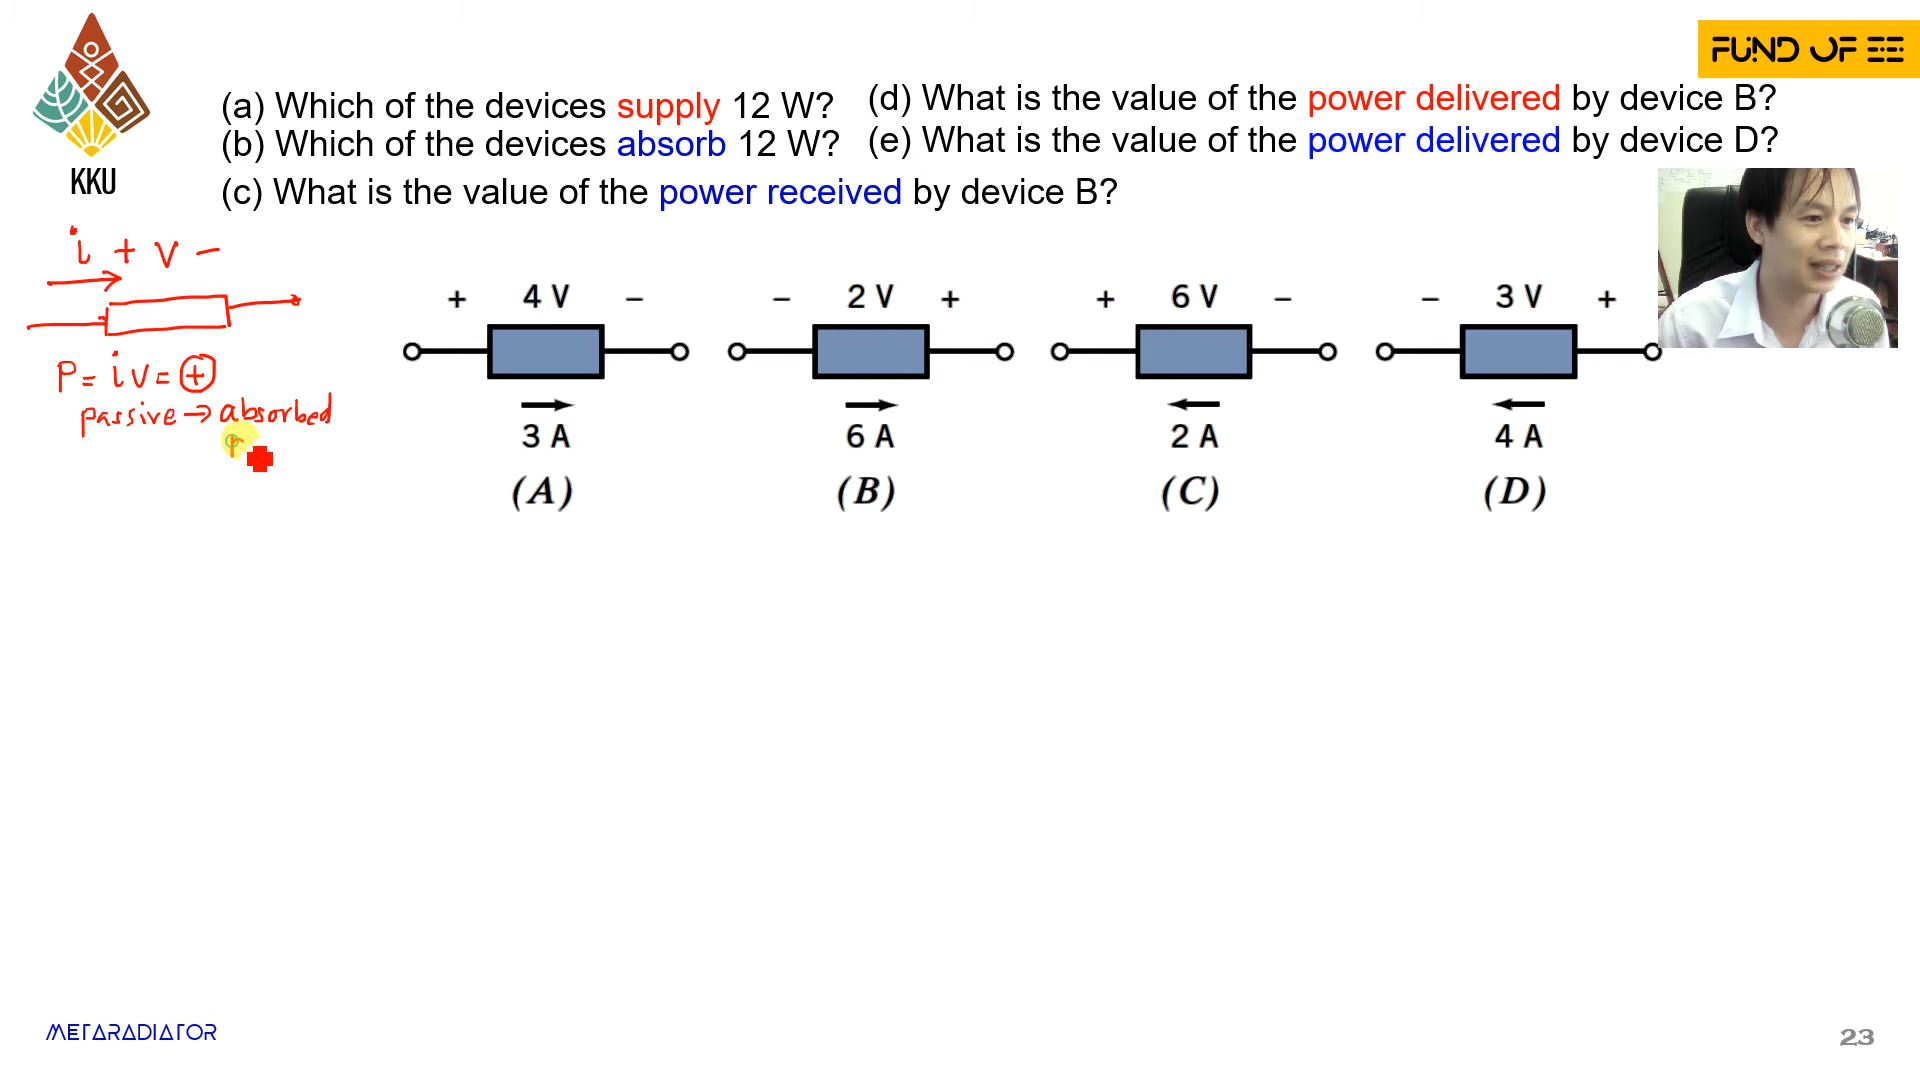 FUND OF EE
(a) Which of the devices supply 12 W?
(b) Which of the devices absorb 12 W?
(c) What is the value of the power received by device B?
(d) What is the value of the power delivered by device B?
(e) What is the value of the power delivered by device D?
KKU
i + v -
P = iv = +
passive → absorbed
r
+ 4 V −
3 A
(A)
− 2 V +
6 A
(B)
+ 6 V −
2 A
(C)
− 3 V +
4 A
(D)
METARADIATOR
23